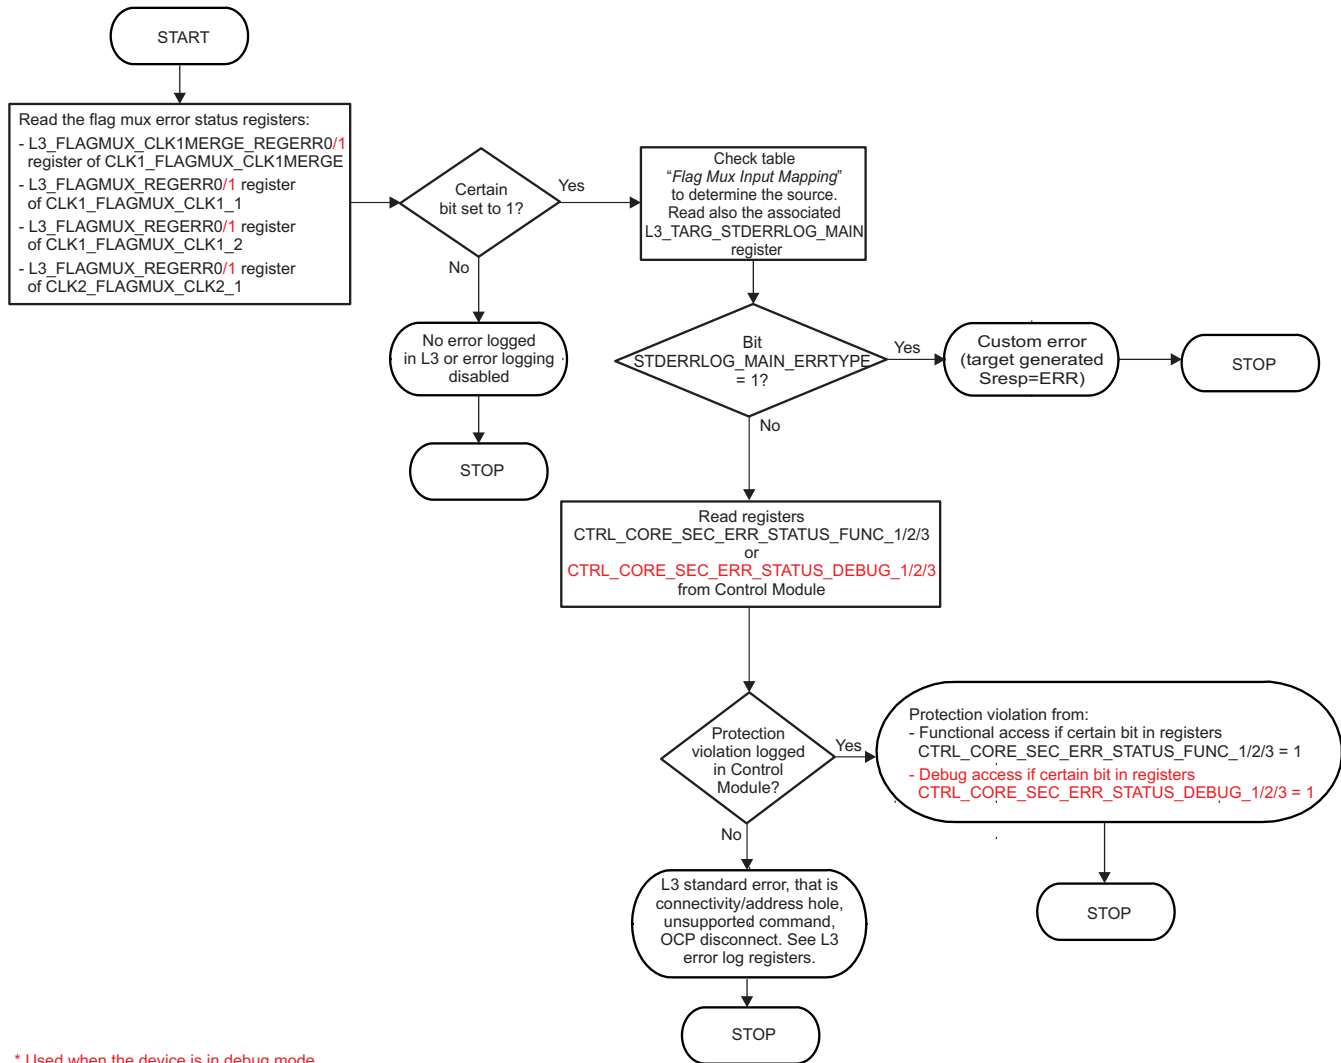 START
Read the flag mux error status registers:
- L3_FLAGMUX_CLK1MERGE_REGERR0/1
register of CLK1_FLAGMUX_CLK1MERGE
- L3_FLAGMUX_REGERR0/1 register
of CLK1_FLAGMUX_CLK1_1
- L3_FLAGMUX_REGERR0/1 register
of CLK1_FLAGMUX_CLK1_2
- L3_FLAGMUX_REGERR0/1 register
of CLK2_FLAGMUX_CLK2_1
Certain
bit set to 1?
Yes
No
Check table
“Flag Mux Input Mapping”
to determine the source.
Read also the associated
L3_TARG_STDERRLOG_MAIN
register
No error logged
in L3 or error logging
disabled
STOP
Bit
STDERRLOG_MAIN_ERRTYPE
= 1?
Yes
No
Custom error
(target generated
Sresp=ERR)
STOP
Read registers
CTRL_CORE_SEC_ERR_STATUS_FUNC_1/2/3
or
CTRL_CORE_SEC_ERR_STATUS_DEBUG_1/2/3
from Control Module
Protection
violation logged
in Control
Module?
Yes
No
Protection violation from:
- Functional access if certain bit in registers
CTRL_CORE_SEC_ERR_STATUS_FUNC_1/2/3 = 1
- Debug access if certain bit in registers
CTRL_CORE_SEC_ERR_STATUS_DEBUG_1/2/3 = 1
STOP
L3 standard error, that is
connectivity/address hole,
unsupported command,
OCP disconnect. See L3
error log registers.
STOP
* Used when the device is in debug mode